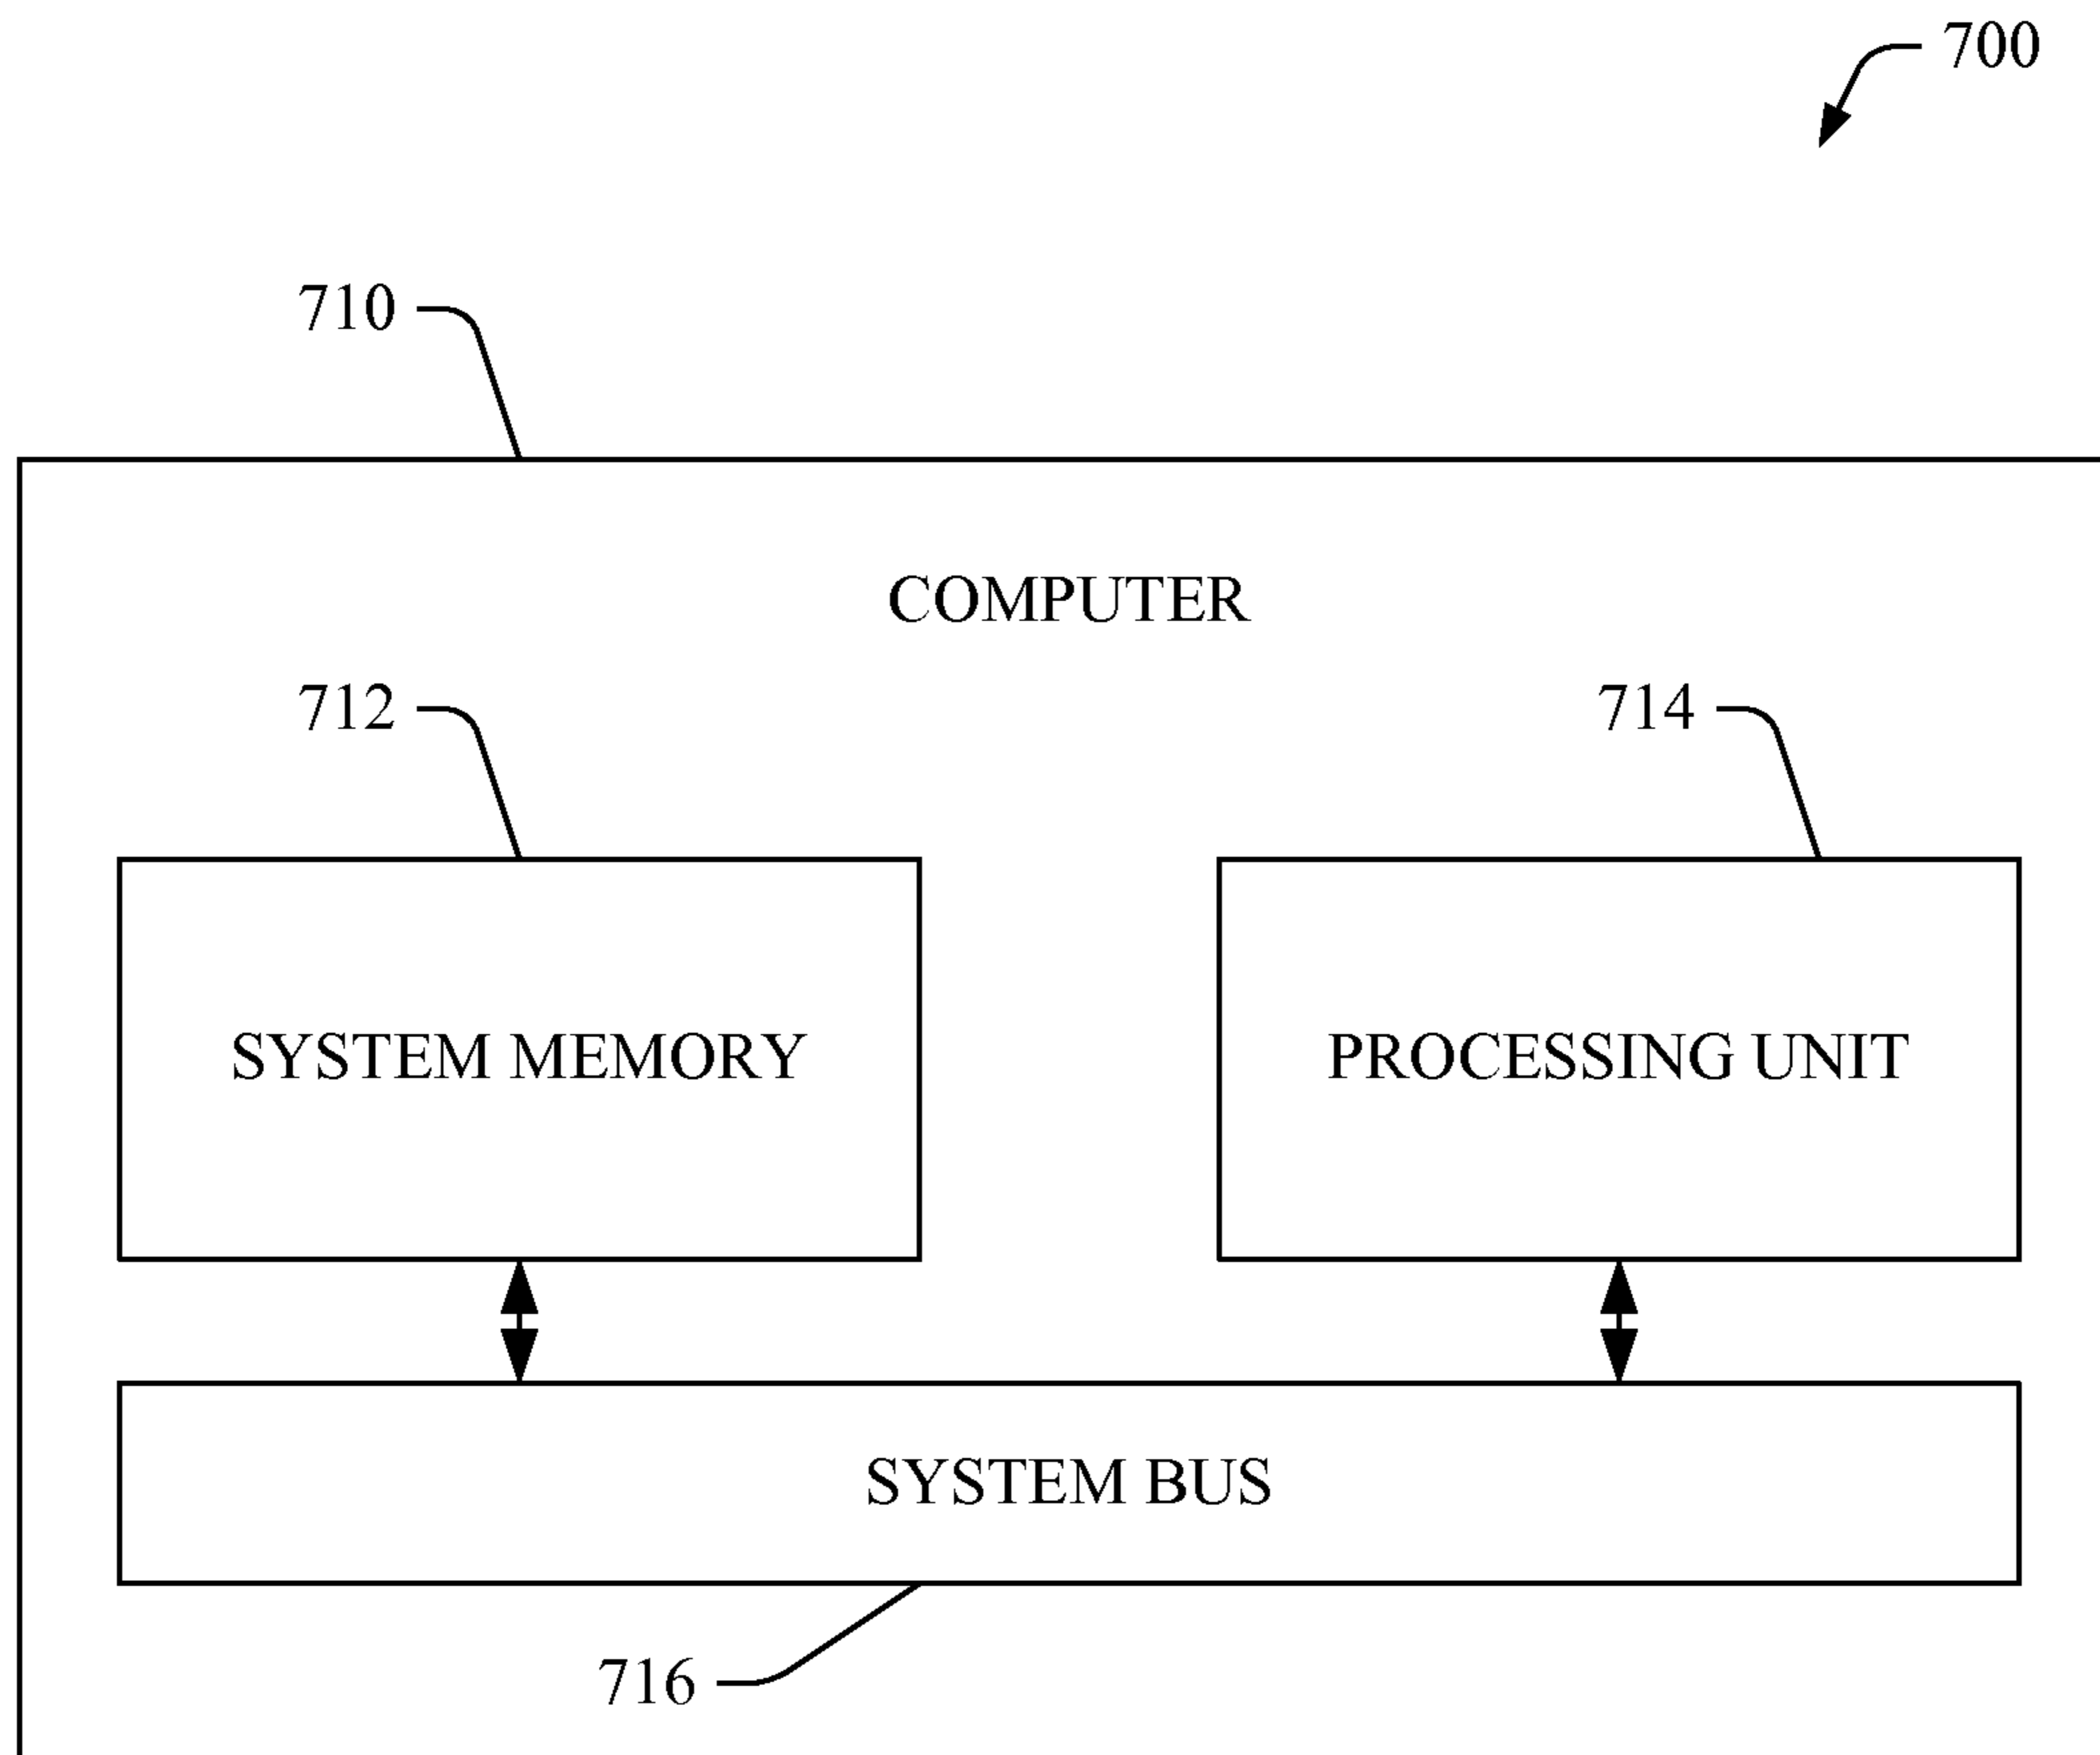 700
710
COMPUTER
712
714
SYSTEM MEMORY
PROCESSING UNIT
SYSTEM BUS
716